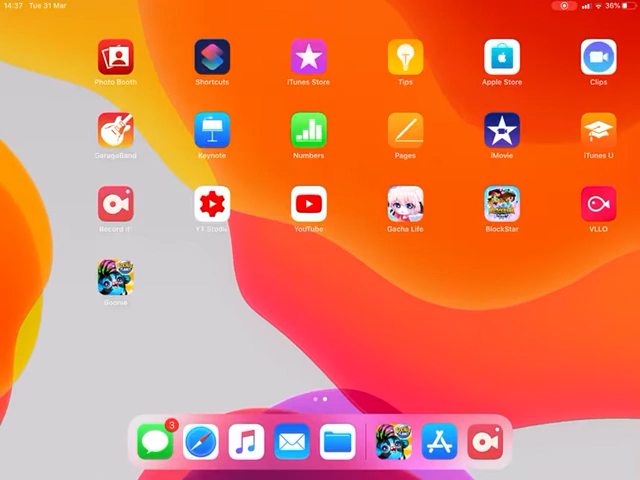 14:37 Tue 31 Mar 36%
Photo Booth Shortcuts iTunes Store Tips Apple Store Clips
GarageBand Keynote Numbers Pages iMovie iTunes U
Record it! YT Studio YouTube Gacha Life BlockStar VLLO
Boonie
3